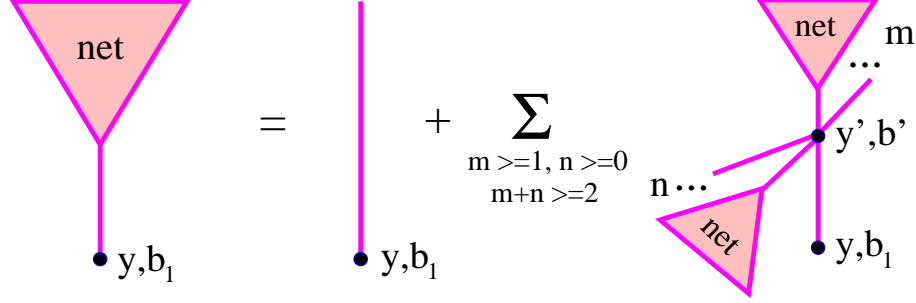 net
y,b₁
=
y,b₁
+
Σ
m >=1, n >=0
m+n >=2
net
... m
y',b'
n ...
net
y,b₁